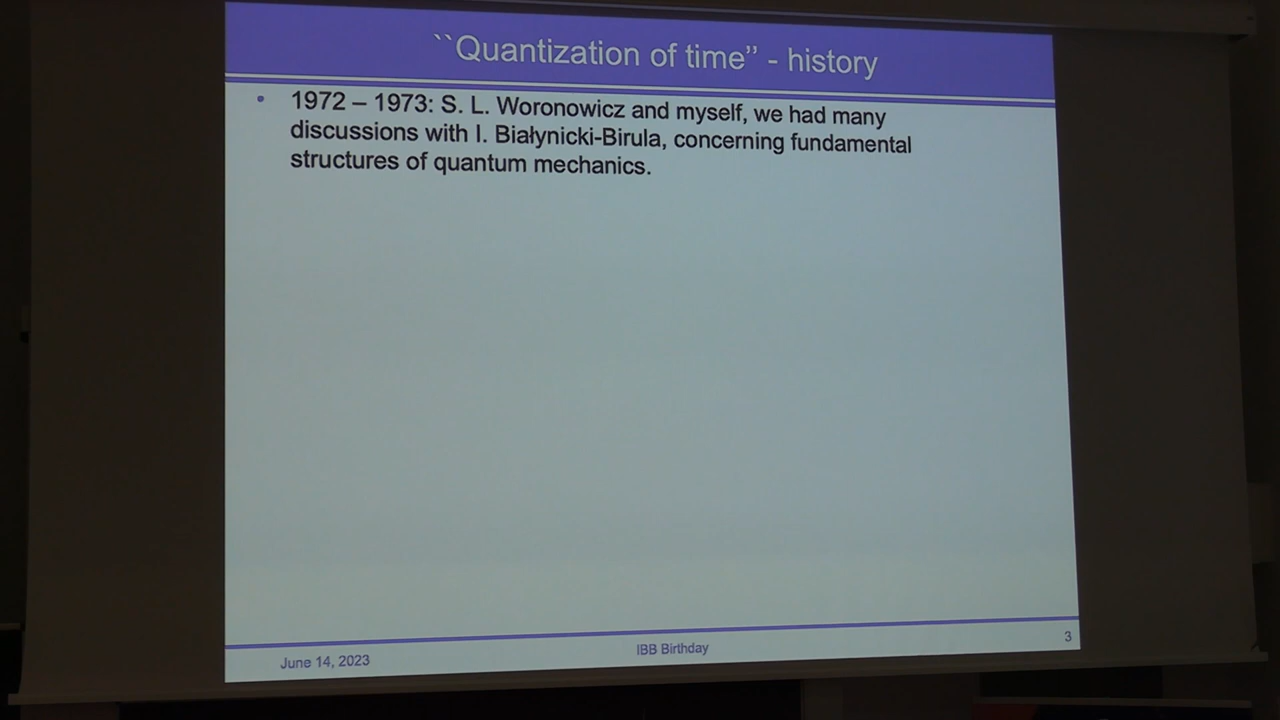 ``Quantization of time’’ - history
• 1972 – 1973: S. L. Woronowicz and myself, we had many
discussions with I. Białynicki-Birula, concerning fundamental
structures of quantum mechanics.
June 14, 2023
IBB Birthday
3